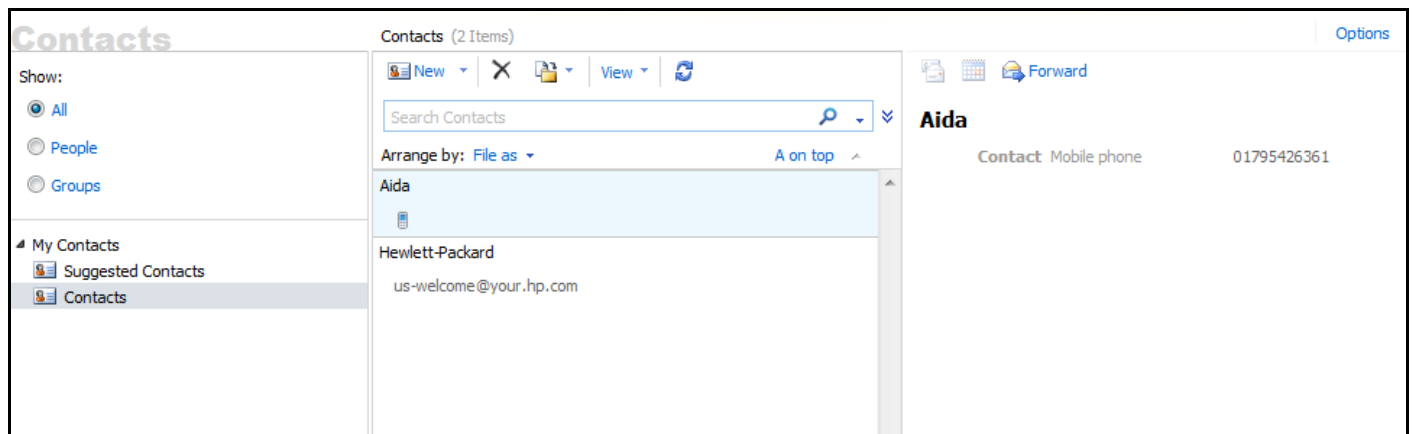 Contacts
Show:
All
People
Groups
My Contacts
Suggested Contacts
Contacts
Contacts (2 Items)
New
View
Search Contacts
Arrange by: File as
A on top
Aida
Hewlett-Packard
us-welcome@your.hp.com
Options
Forward
Aida
Contact Mobile phone 01795426361